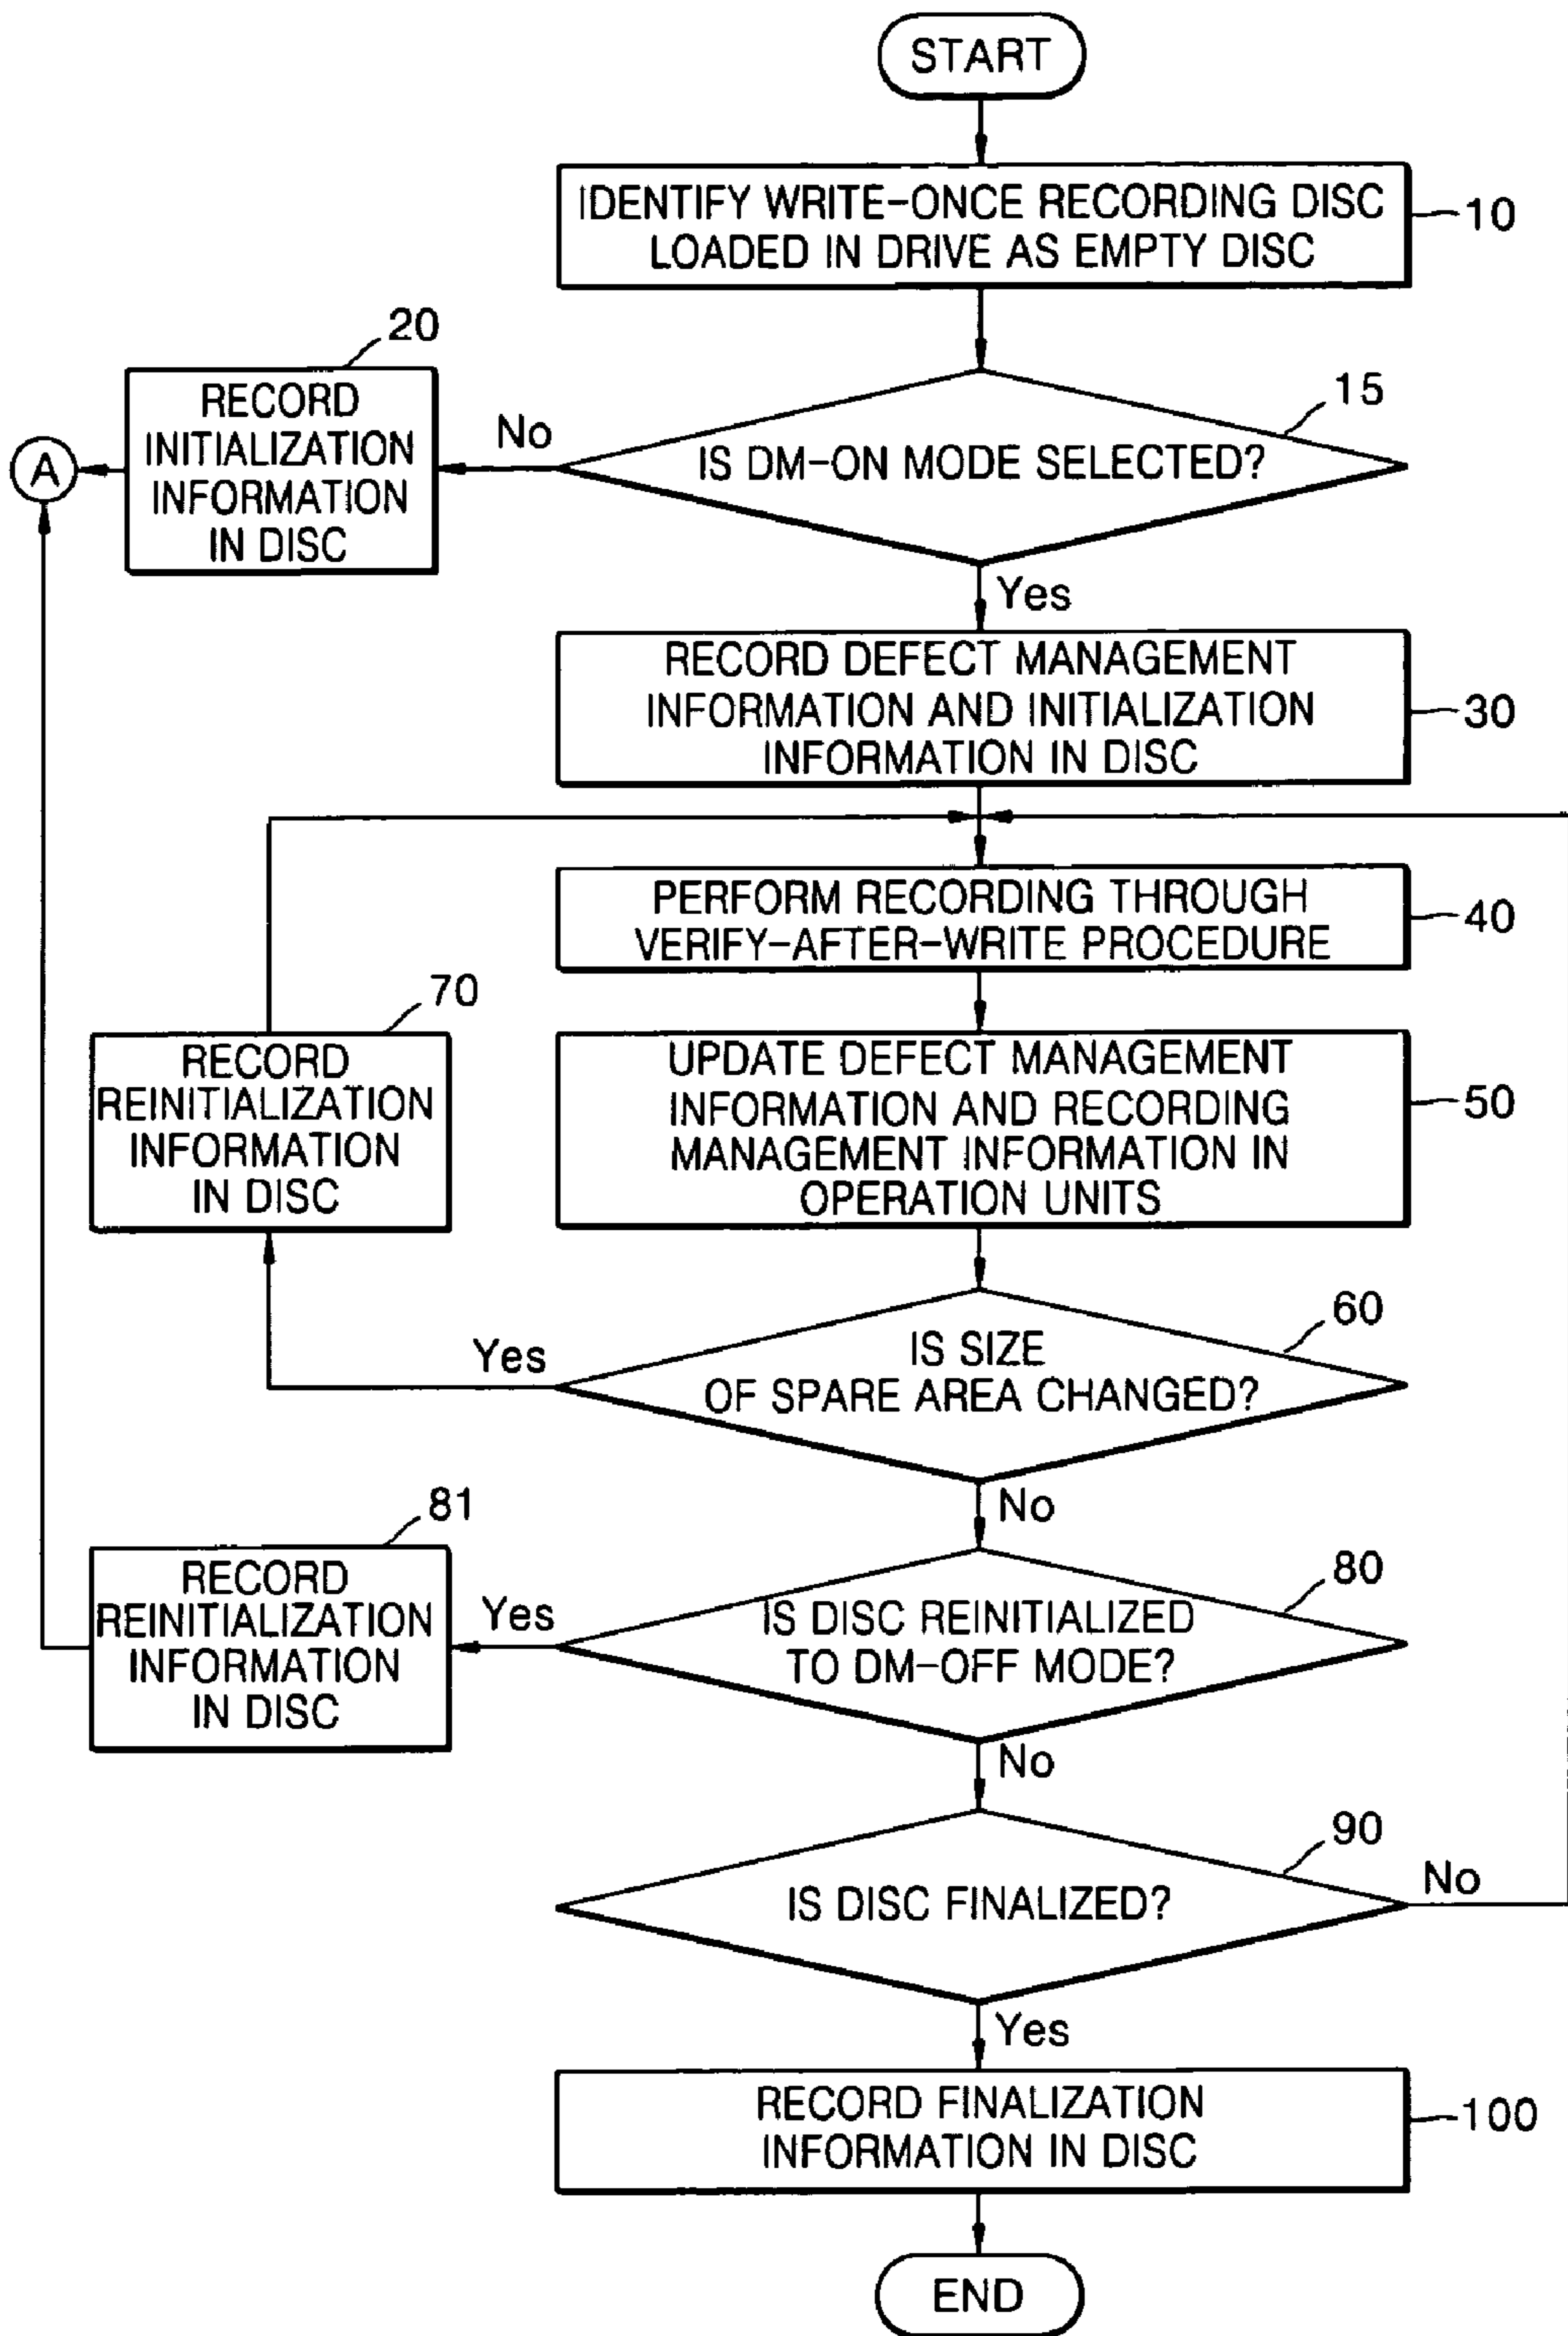 START
IDENTIFY WRITE-ONCE RECORDING DISC
LOADED IN DRIVE AS EMPTY DISC
10
20
RECORD
INITIALIZATION
INFORMATION
IN DISC
A
No
15
IS DM-ON MODE SELECTED?
Yes
RECORD DEFECT MANAGEMENT
INFORMATION AND INITIALIZATION
INFORMATION IN DISC
30
PERFORM RECORDING THROUGH
VERIFY-AFTER-WRITE PROCEDURE
40
70
RECORD
REINITIALIZATION
INFORMATION
IN DISC
UPDATE DEFECT MANAGEMENT
INFORMATION AND RECORDING
MANAGEMENT INFORMATION IN
OPERATION UNITS
50
60
Yes
IS SIZE
OF SPARE AREA CHANGED?
No
81
RECORD
REINITIALIZATION
INFORMATION
IN DISC
Yes
80
IS DISC REINITIALIZED
TO DM-OFF MODE?
No
90
IS DISC FINALIZED?
No
Yes
RECORD FINALIZATION
INFORMATION IN DISC
100
END